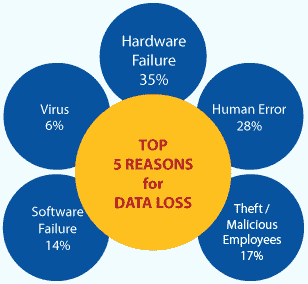 Hardware
Failure
35%
Virus
6%
Human Error
28%
TOP
5 REASONS
for
DATA LOSS
Software
Failure
14%
Theft /
Malicious
Employees
17%